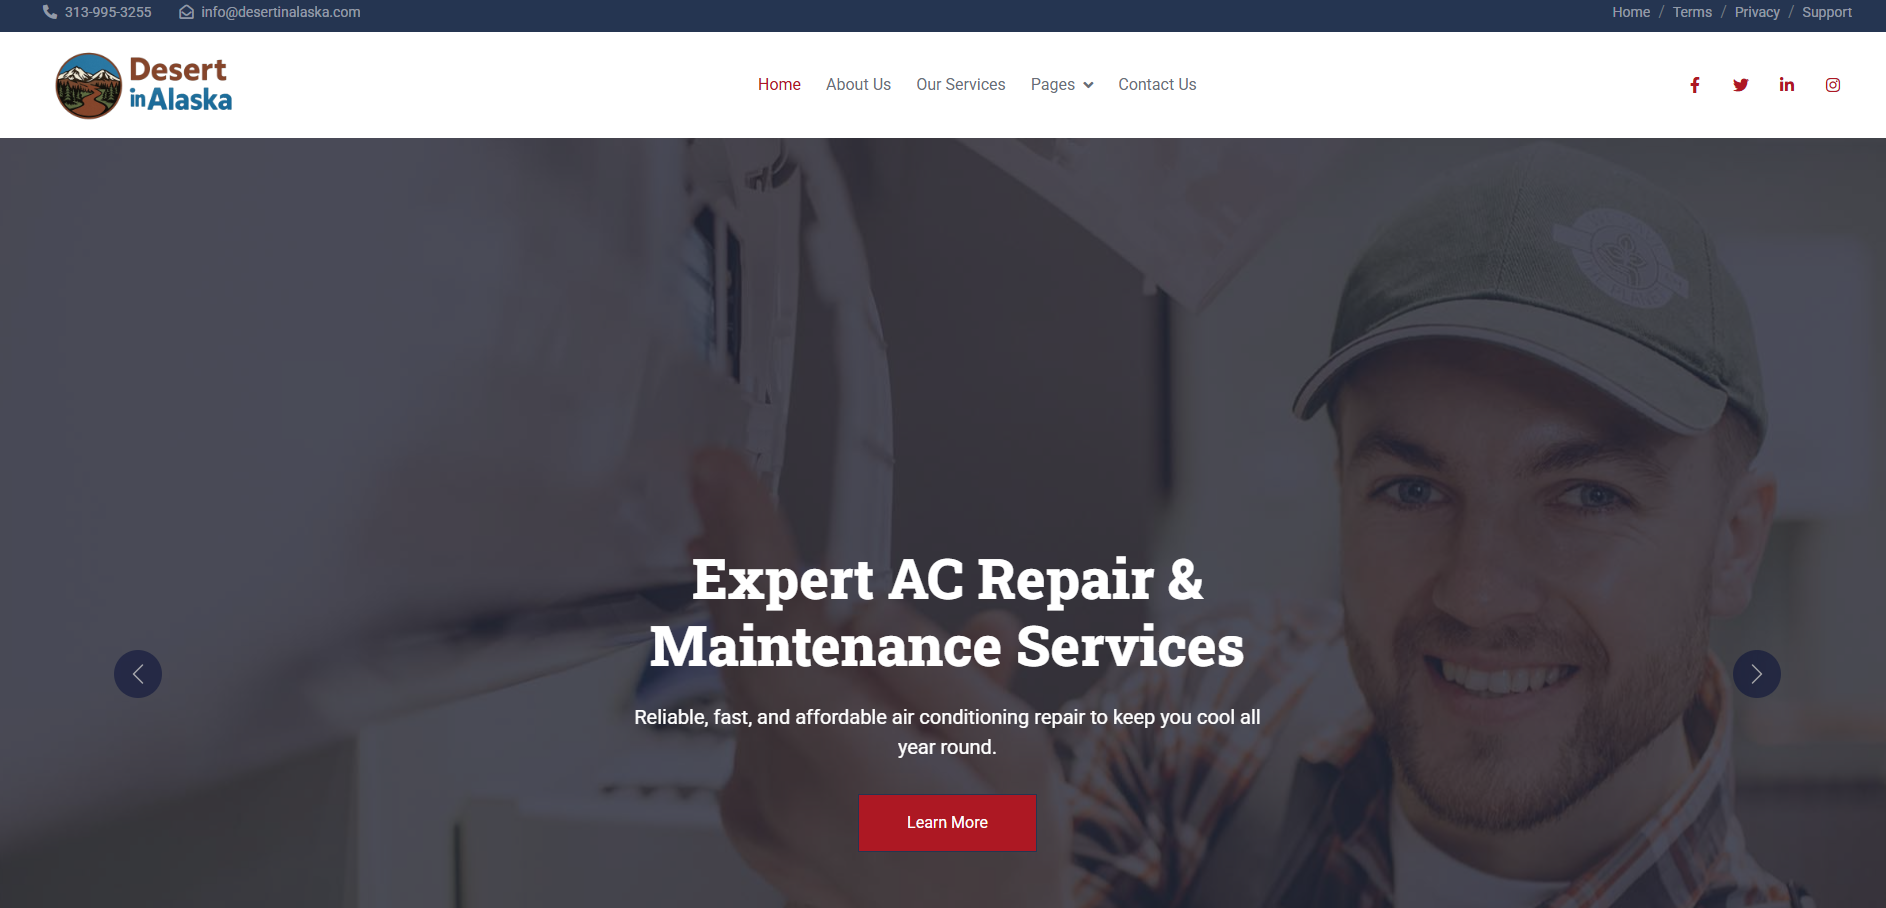 313-995-3255 info@desertinalaska.com Home / Terms / Privacy / Support
Desert
in Alaska
Home About Us Our Services Pages Contact Us
Expert AC Repair &
Maintenance Services
Reliable, fast, and affordable air conditioning repair to keep you cool all
year round.
Learn More